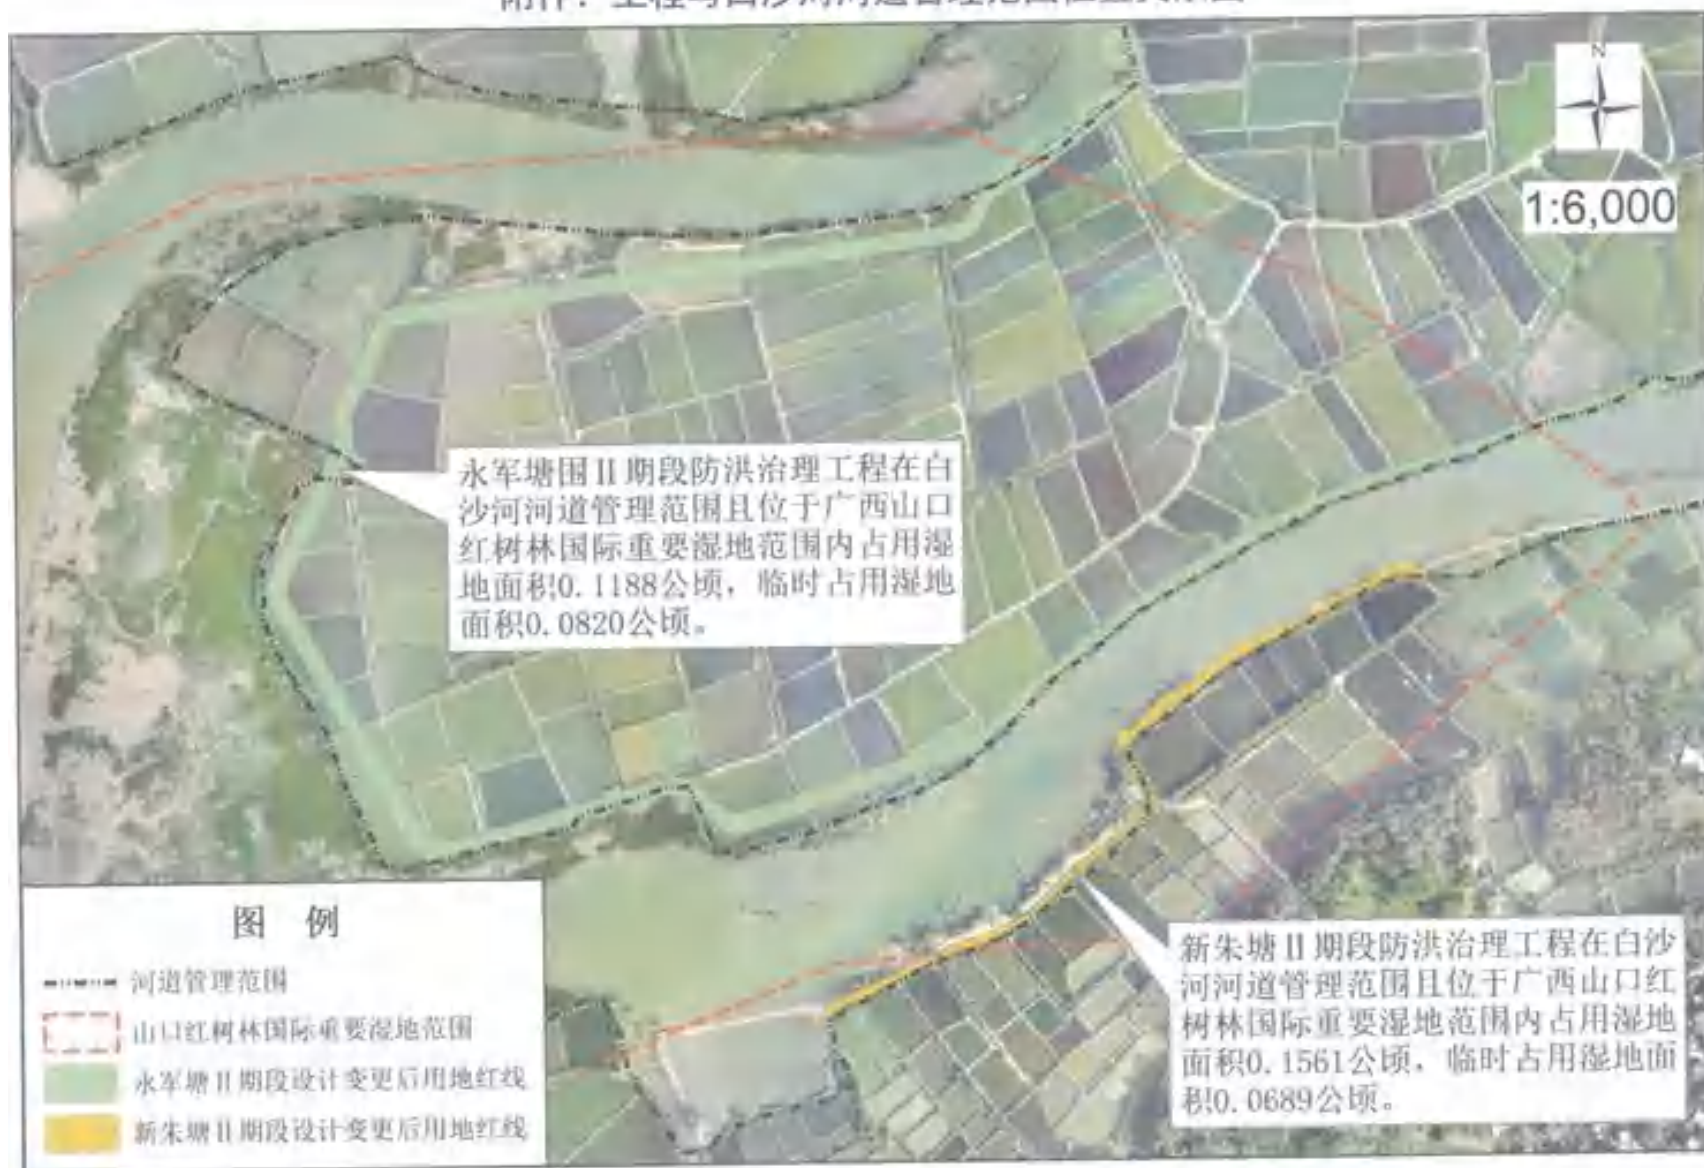 N
1:6,000
永军塘围II期段防洪治理工程在白
沙河河道管理范围且位于广西山口
红树林国际重要湿地范围内占用湿
地面积0.1188公顷，临时占用湿地
面积0.0820公顷。
新朱塘II期段防洪治理工程在白沙
河河道管理范围且位于广西山口红
树林国际重要湿地范围内占用湿地
面积0.1561公顷，临时占用湿地面
积0.0689公顷。
图 例
河道管理范围
山口红树林国际重要湿地范围
永军塘II期段设计变更后用地红线
新朱塘II期段设计变更后用地红线